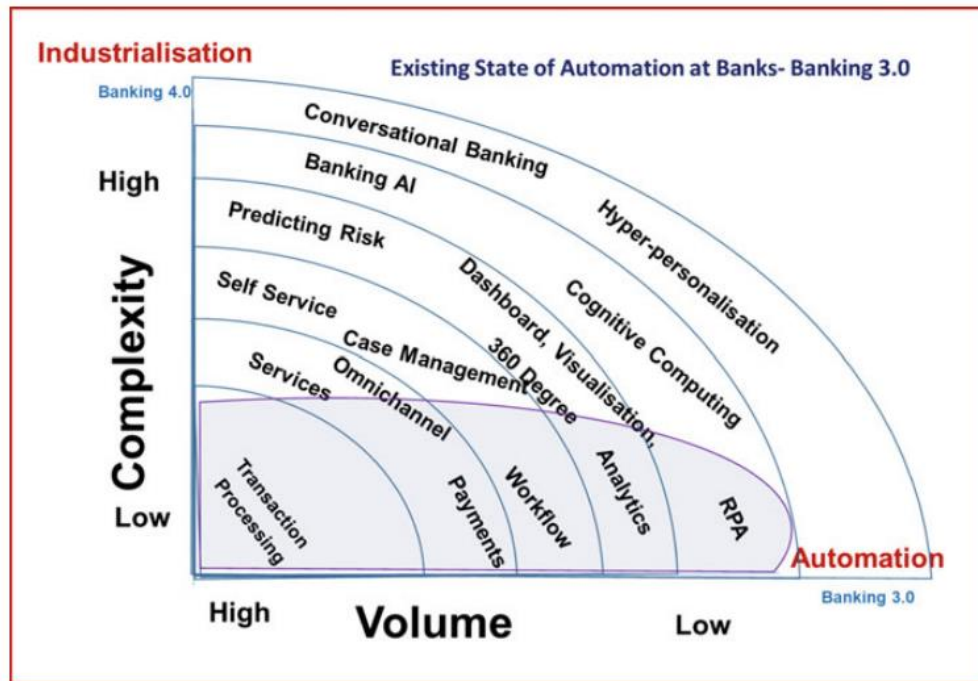 Industrialisation
Existing State of Automation at Banks- Banking 3.0
Banking 4.0
Conversational Banking
High
Banking AI
Hyper-personalisation
Predicting Risk
Dashboard, Visualisation,
Cognitive Computing
Self Service
Case Management
360 Degree
Complexity
Services
Omnichannel
Transaction
Processing
Payments
Workflow
Analytics
RPA
Low
Automation
Banking 3.0
High
Volume
Low